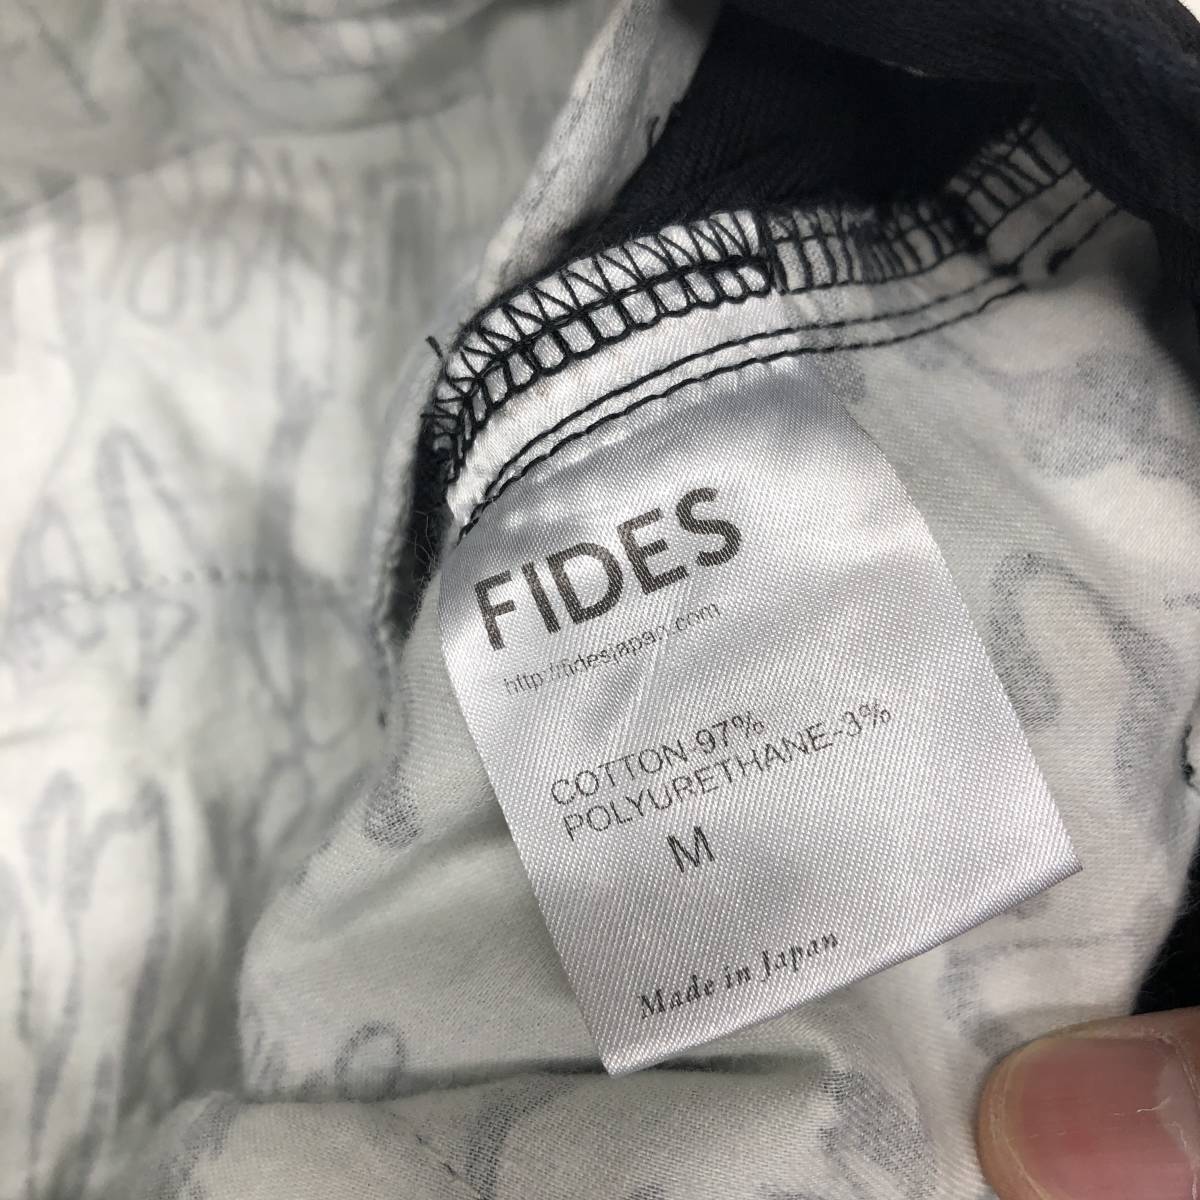 FIDES
http://fidesjapan.com
COTTON-97%
POLYURETHANE-3%
M
Made in Japan